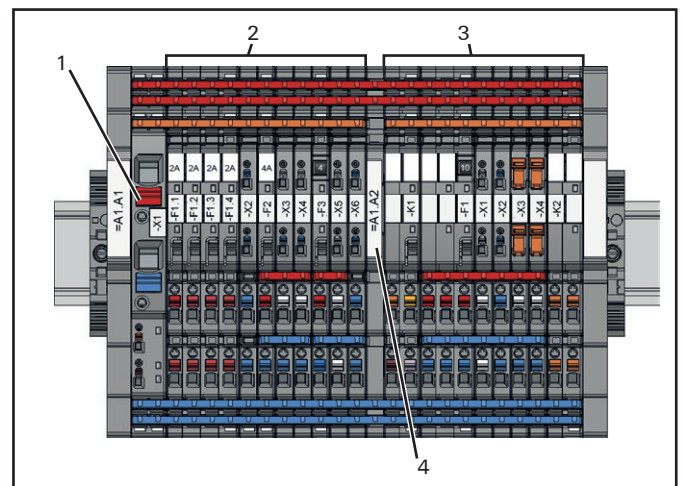 2
3
1
2A
2A
2A
2A
4A
4
10
=A1.A1
-X1
-F1.1
-F1.2
-F1.3
-F1.4
-X2
-F2
-X3
-X4
-F3
-X5
-X6
=A1.A2
-K1
-F1
-X1
-X2
-X3
-X4
-K2
4